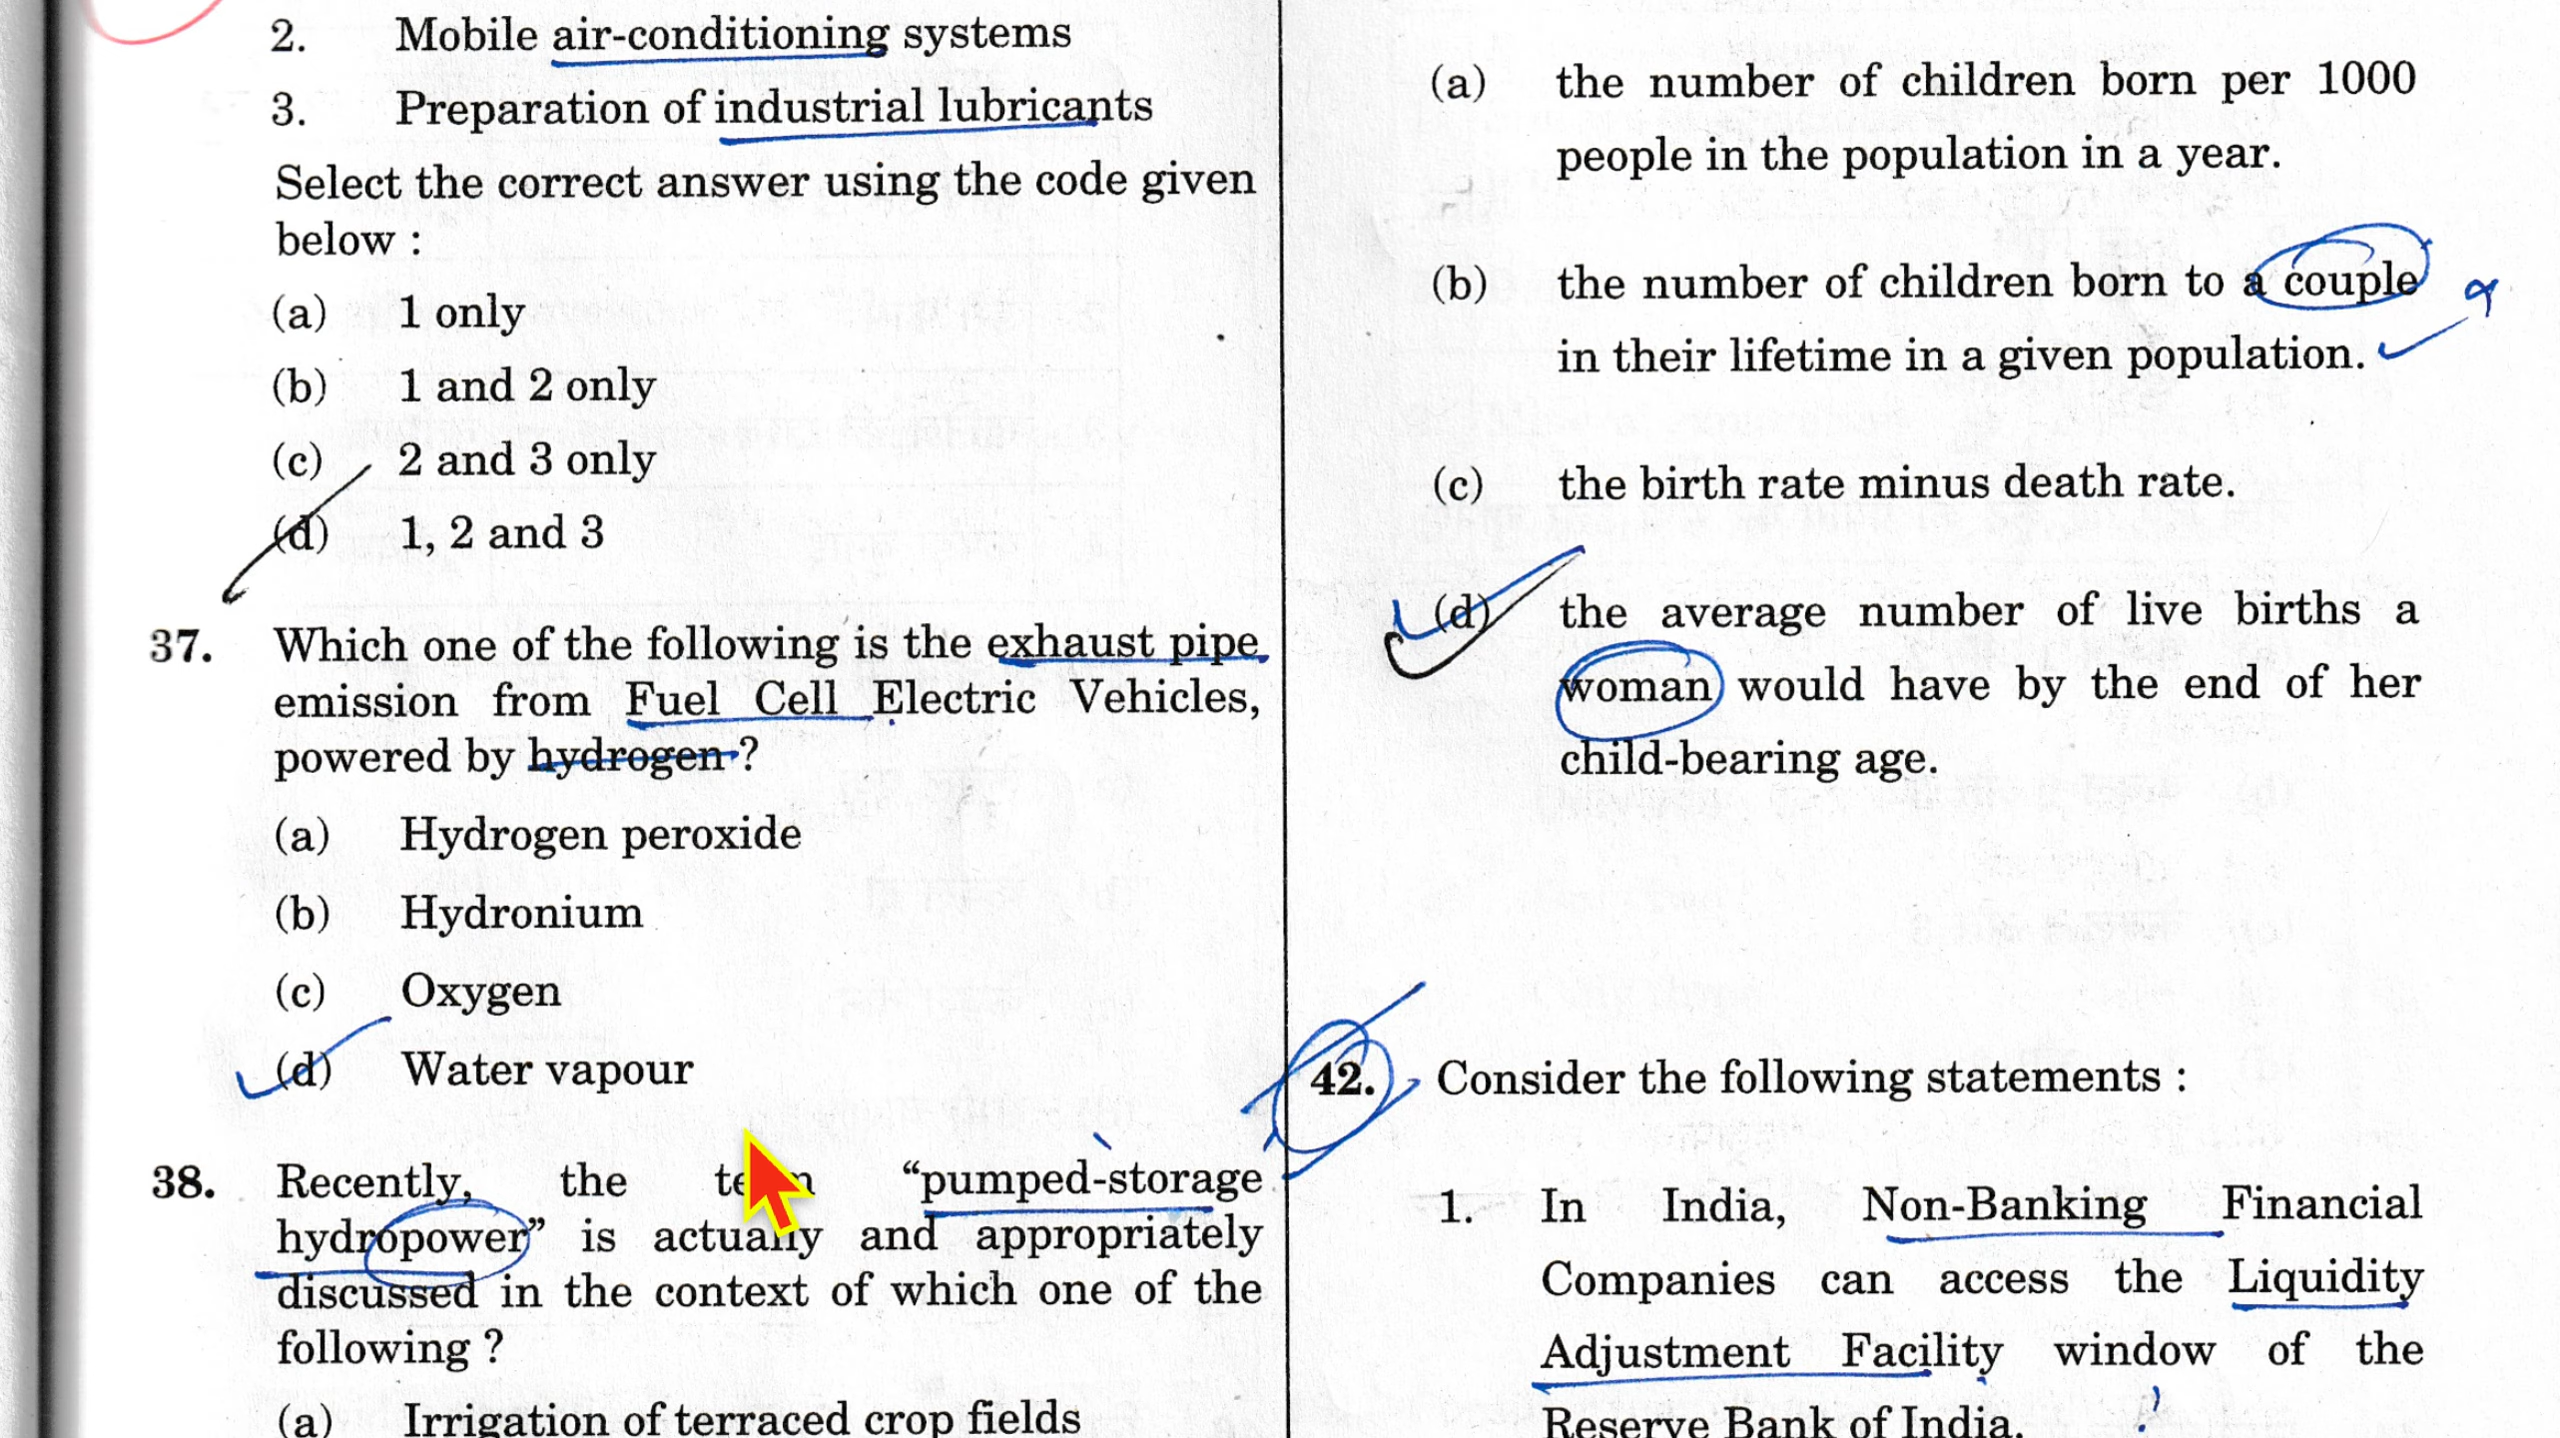 2. Mobile air-conditioning systems
3. Preparation of industrial lubricants
Select the correct answer using the code given
below :
(a) 1 only
(b) 1 and 2 only
(c) 2 and 3 only
(d) 1, 2 and 3
37. Which one of the following is the exhaust pipe
emission from Fuel Cell Electric Vehicles,
powered by hydrogen ?
(a) Hydrogen peroxide
(b) Hydronium
(c) Oxygen
(d) Water vapour
38. Recently, the “pumped-storage
hydropower” is actually and appropriately
discussed in the context of which one of the
following ?
(a) Irrigation of terraced crop fields
(a) the number of children born per 1000
people in the population in a year.
(b) the number of children born to a couple
in their lifetime in a given population.
(c) the birth rate minus death rate.
(d) the average number of live births a
woman would have by the end of her
child-bearing age.
42. Consider the following statements :
1. In India, Non-Banking Financial
Companies can access the Liquidity
Adjustment Facility window of the
Reserve Bank of India.
?